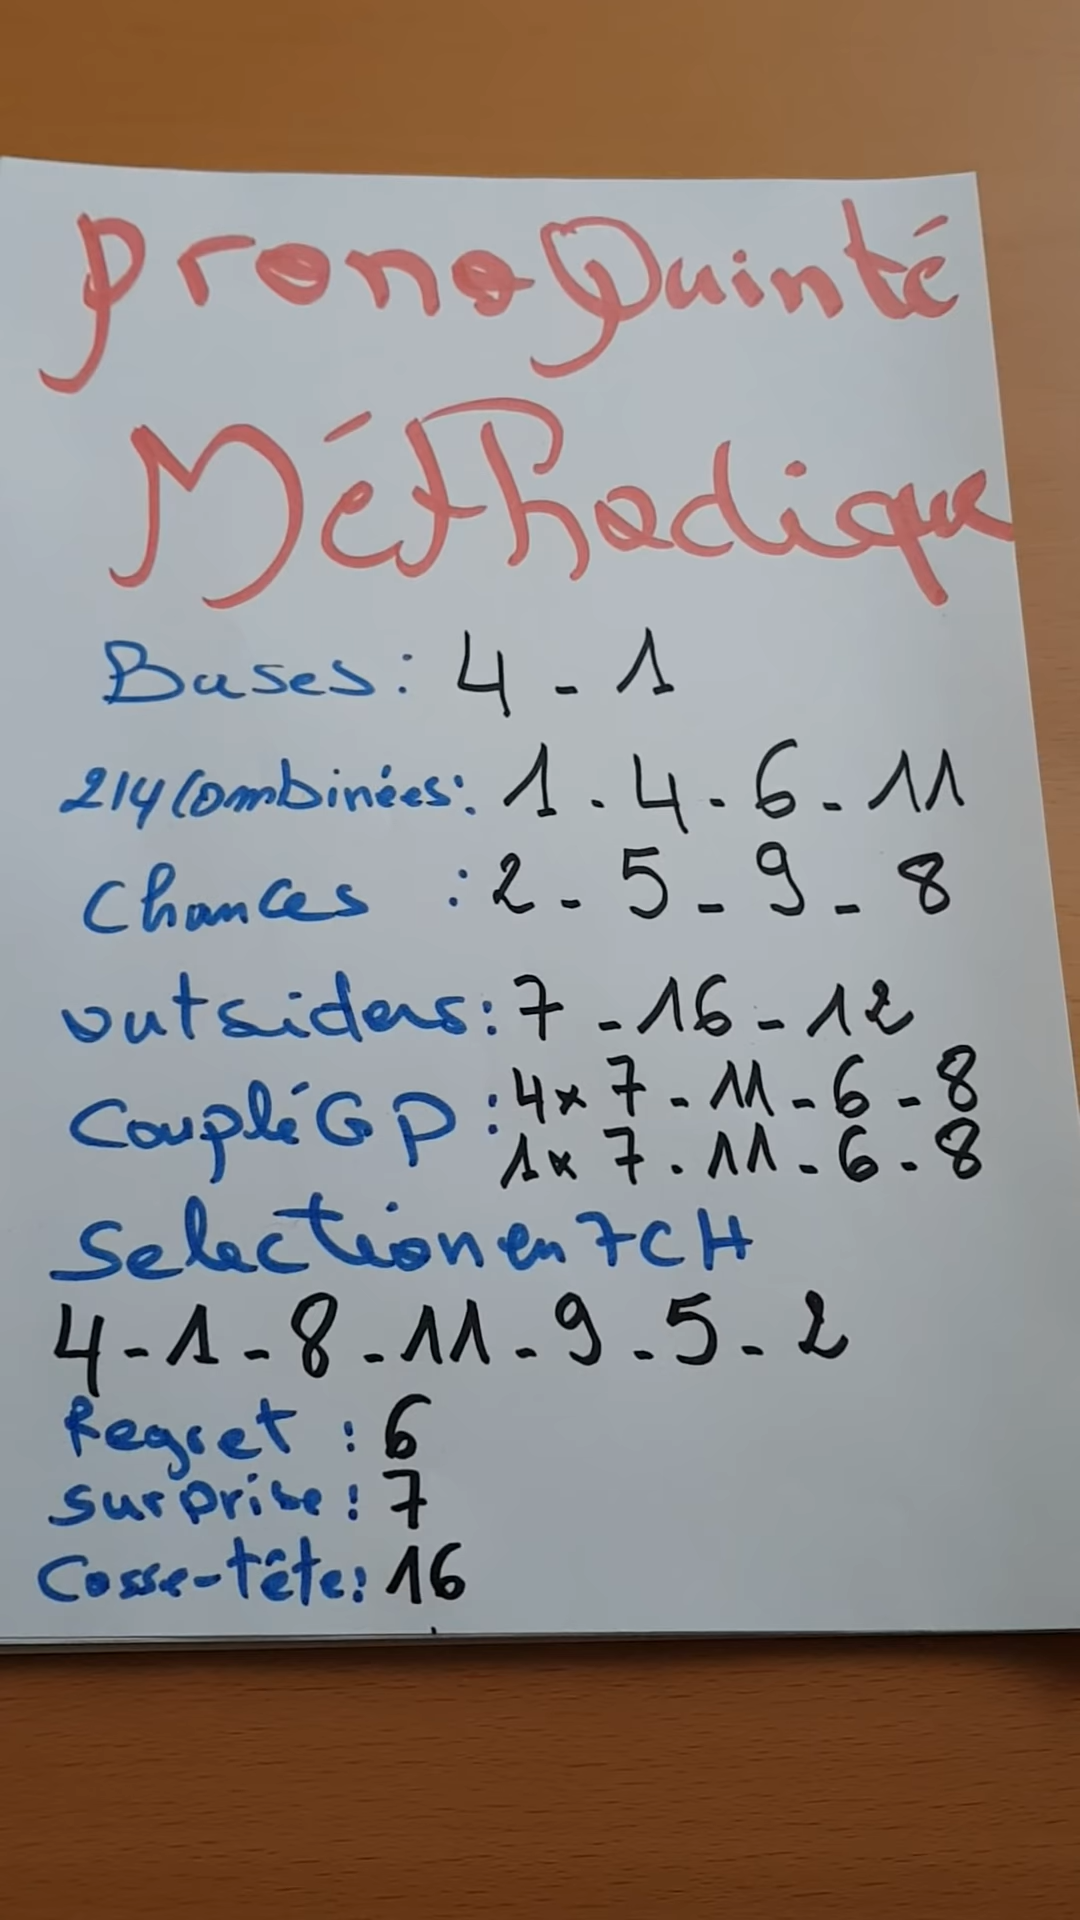 Prono Quinté
Méthodique
Bases: 4 - 1
2/4 Combinées: 1 - 4 - 6 - 11
Chances : 2 - 5 - 9 - 8
outsiders: 7 - 16 - 12
Couplé G P : 4x 7 - 11 - 6 - 8
1x 7 - 11 - 6 - 8
Selection en 7CH
4 - 1 - 8 - 11 - 9 - 5 - 2
Regret : 6
surprise: 7
Casse-tête: 16